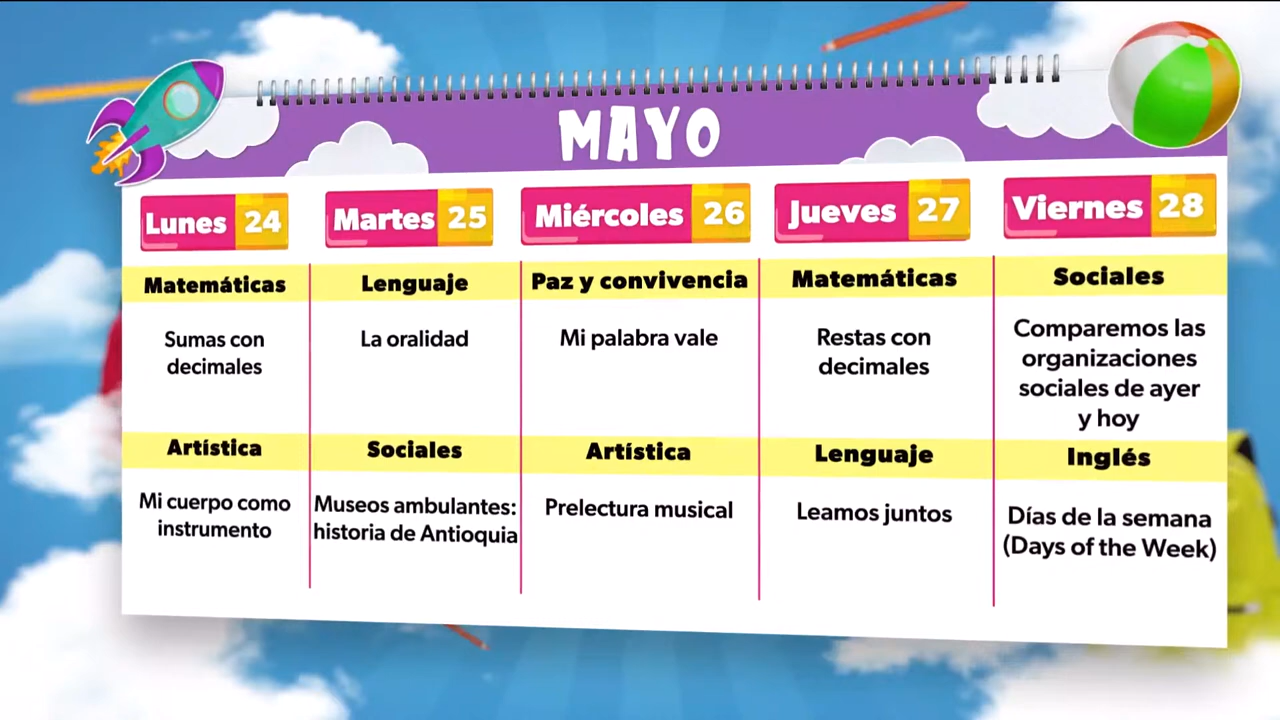 MAYO
Lunes 24
Martes 25
Miércoles 26
Jueves 27
Viernes 28
Matemáticas
Lenguaje
Paz y convivencia
Matemáticas
Sociales
Sumas con
decimales
La oralidad
Mi palabra vale
Restas con
decimales
Comparemos las
organizaciones
sociales de ayer
y hoy
Artística
Sociales
Artística
Lenguaje
Inglés
Mi cuerpo como
instrumento
Museos ambulantes:
historia de Antioquia
Prelectura musical
Leamos juntos
Días de la semana
(Days of the Week)